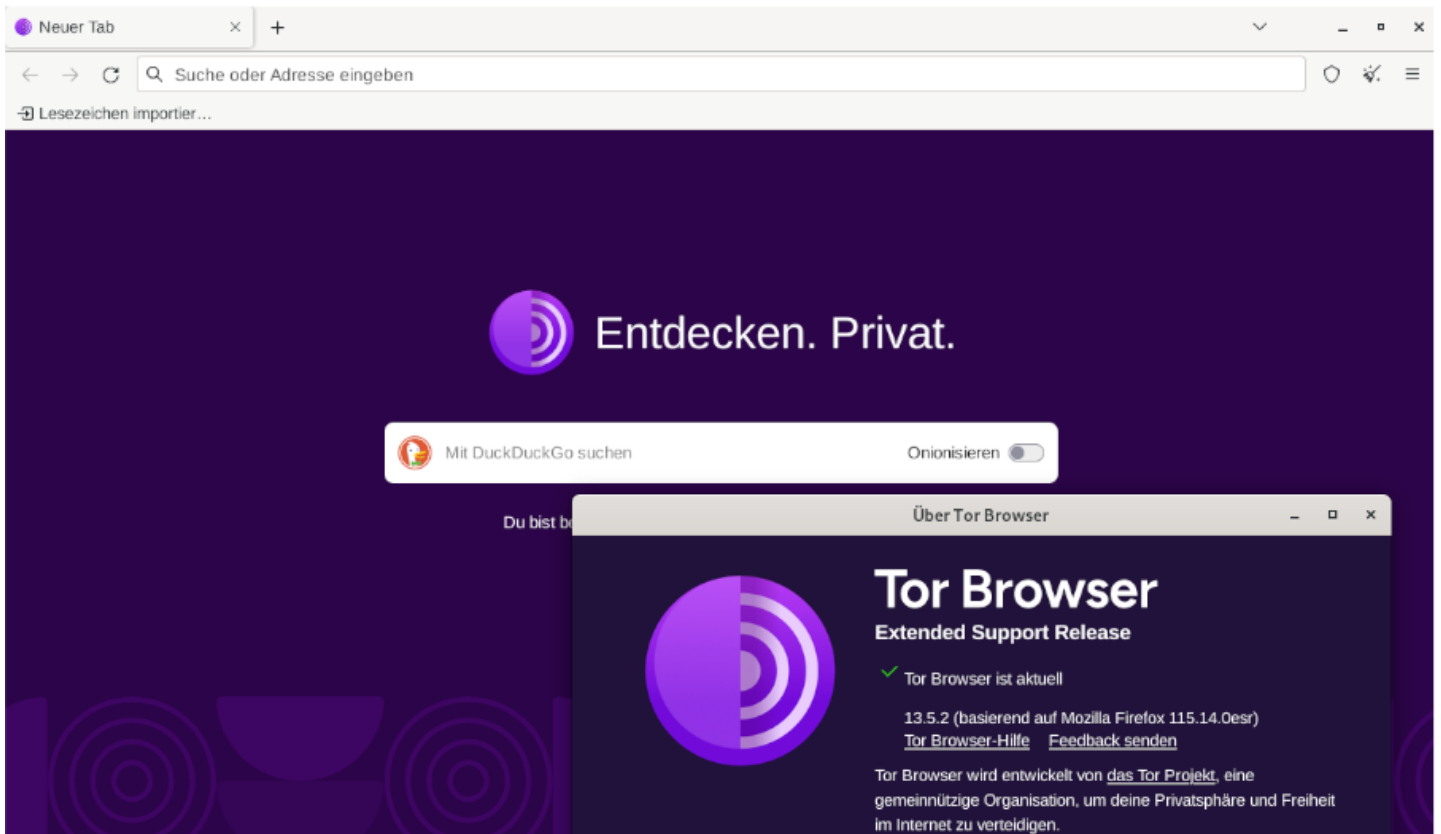 Neuer Tab
Suche oder Adresse eingeben
Lesezeichen importier…
Entdecken. Privat.
Mit DuckDuckGo suchen
Onionisieren
Du bist
Über Tor Browser
Tor Browser
Extended Support Release
Tor Browser ist aktuell
13.5.2 (basierend auf Mozilla Firefox 115.14.0esr)
Tor Browser-Hilfe Feedback senden
Tor Browser wird entwickelt von das Tor Projekt, eine
gemeinnützige Organisation, um deine Privatsphäre und Freiheit
im Internet zu verteidigen.